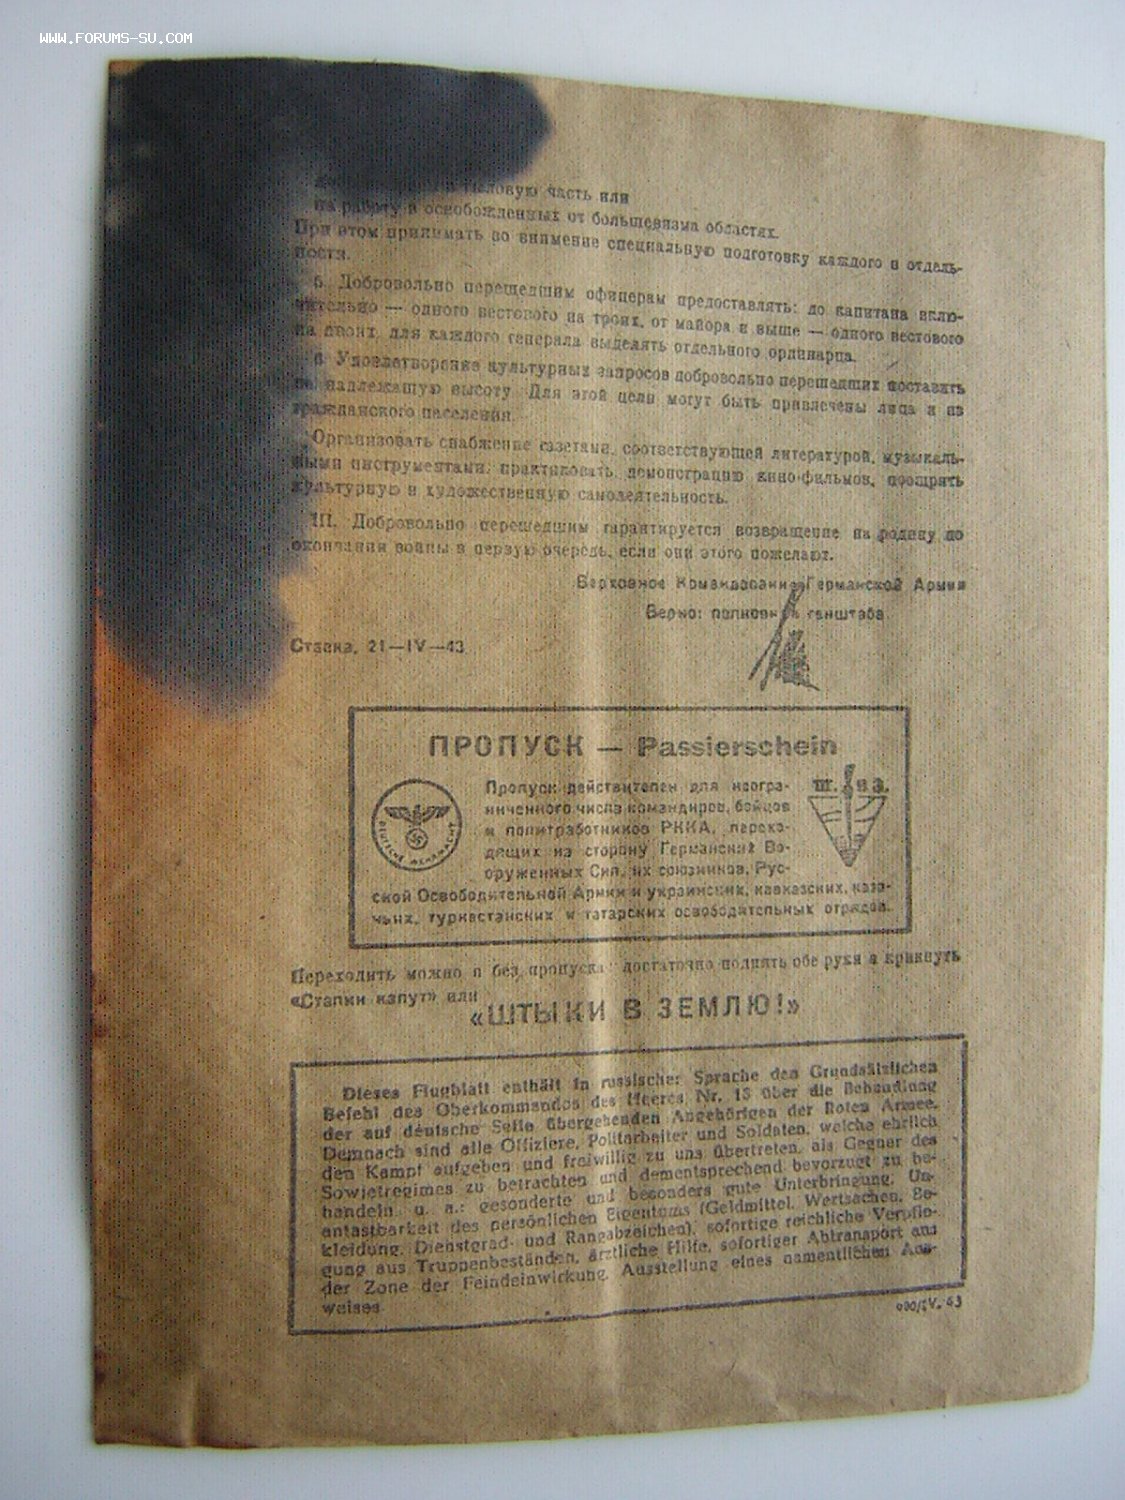 WWW.FORUMS-SU.COM
тыловую часть или
на работу в освобожденных от большевизма областях.
При этом принимать во внимение специальную подготовку каждого в отдель-
ности.
5. Добровольно перешедшим офицерам предоставлять: до капитана вклю-
чительно — одного вестового на троих, от майора и выше — одного вестового
на двоих, для каждого генерала выделять отдельного ординарца.
6. Удовлетворение культурных запросов добровольно перешедших поставить
на надлежащую высоту. Для этой цели могут быть привлечены лица и из
гражданского населения.
Организовать снабжение газетами, соответствующей литературой, музыкаль-
ными инструментами; практиковать демонстрацию кино-фильмов, поощрять
культурную и художественную самодеятельность.
III. Добровольно перешедшим гарантируется возвращение на родину по
окончании войны в первую очередь, если они этого пожелают.
Верховное Командование Германской Армии
Верно: полковник генштаба
Ставка, 21—IV—43
ПРОПУСК — Passierschein
Пропуск действителен для неогра-
ниченного числа командиров, бойцов
и политработников РККА, перехо-
дящих на сторону Германских Во-
оруженных Сил, их союзников, Рус-
ской Освободительной Армии и украинских, кавказских, каза-
чьих, туркестанских и татарских освободительных отрядов.
DEUTSCHE WEHRMACHT
Ш. В З.
Переходить можно и без пропуска: достаточно поднять обе руки и крикнуть
«Сталин капут» или
«ШТЫКИ В ЗЕМЛЮ!»
Dieses Flugblatt enthält in russischer Sprache den Grundsätzlichen
Befehl des Oberkommandos des Heeres Nr. 13 über die Behandlung
der auf deutsche Seite übergehenden Angehörigen der Roten Armee.
Demnach sind alle Offiziere, Politarbeiter und Soldaten, welche ehrlich
den Kampf aufgeben und freiwillig zu uns übertreten, als Gegner des
Sowjetregimes zu betrachten und dementsprechend bevorzugt zu be-
handeln, u. a.: gesonderte und besonders gute Unterbringung, Un-
antastbarkeit des persönlichen Eigentums (Geldmittel, Wertsachen, Be-
kleidung, Dienstgrad- und Rangabzeichen), sofortige reichliche Verpfle-
gung aus Truppenbeständen, ärztliche Hilfe, sofortiger Abtransport aus
der Zone der Feindeinwirkung, Ausstellung eines namentlichen Aus-
weises
480/IV. 43